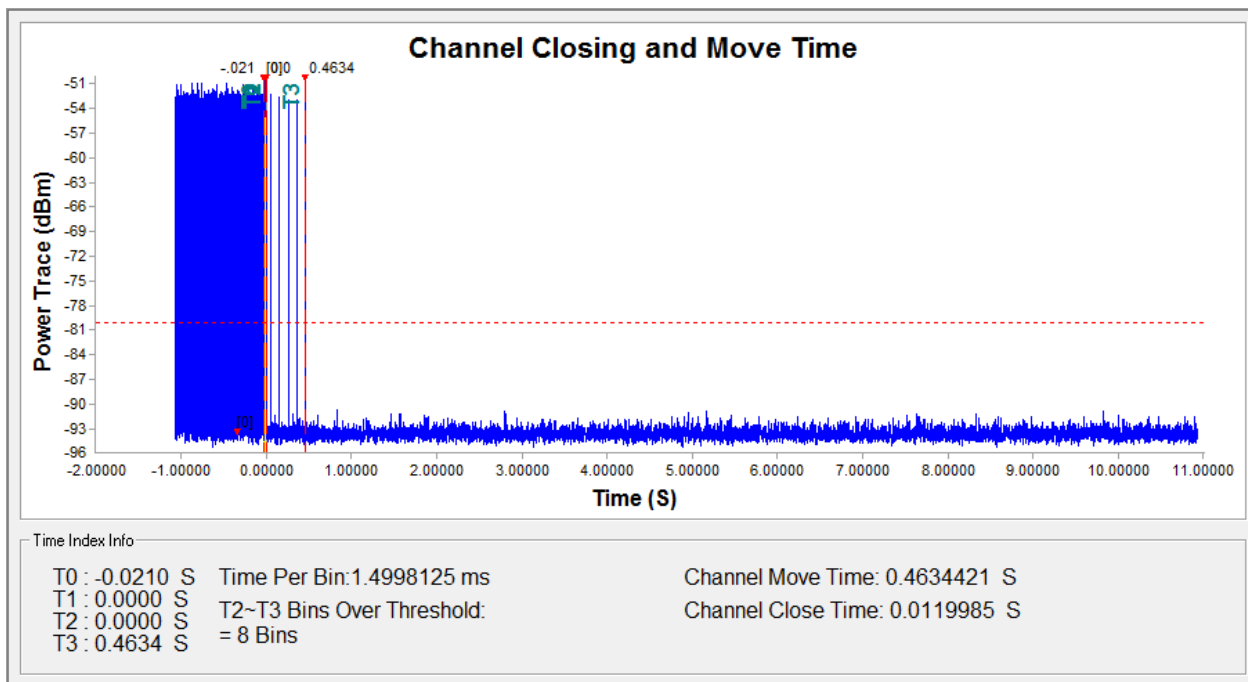 Channel Closing and Move Time
-.021 [0]0 0.4634
T3
Power Trace (dBm)
-51
-54
-57
-60
-63
-66
-69
-72
-75
-78
-81
-84
-87
-90
-93
-96
[0]
-2.00000 -1.00000 0.00000 1.00000 2.00000 3.00000 4.00000 5.00000 6.00000 7.00000 8.00000 9.00000 10.00000 11.00000
Time (S)
Time Index Info
T0 : -0.0210 S
T1 : 0.0000 S
T2 : 0.0000 S
T3 : 0.4634 S
Time Per Bin:1.4998125 ms
T2~T3 Bins Over Threshold:
= 8 Bins
Channel Move Time: 0.4634421 S
Channel Close Time: 0.0119985 S